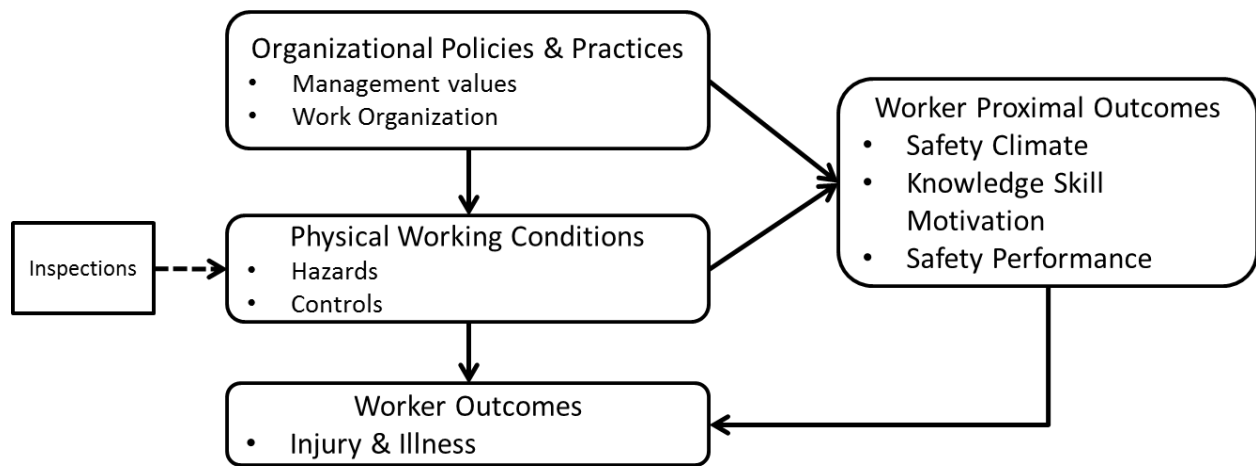 Organizational Policies & Practices
• Management values
• Work Organization
Worker Proximal Outcomes
• Safety Climate
• Knowledge Skill
Motivation
• Safety Performance
Physical Working Conditions
• Hazards
• Controls
Inspections
Worker Outcomes
• Injury & Illness